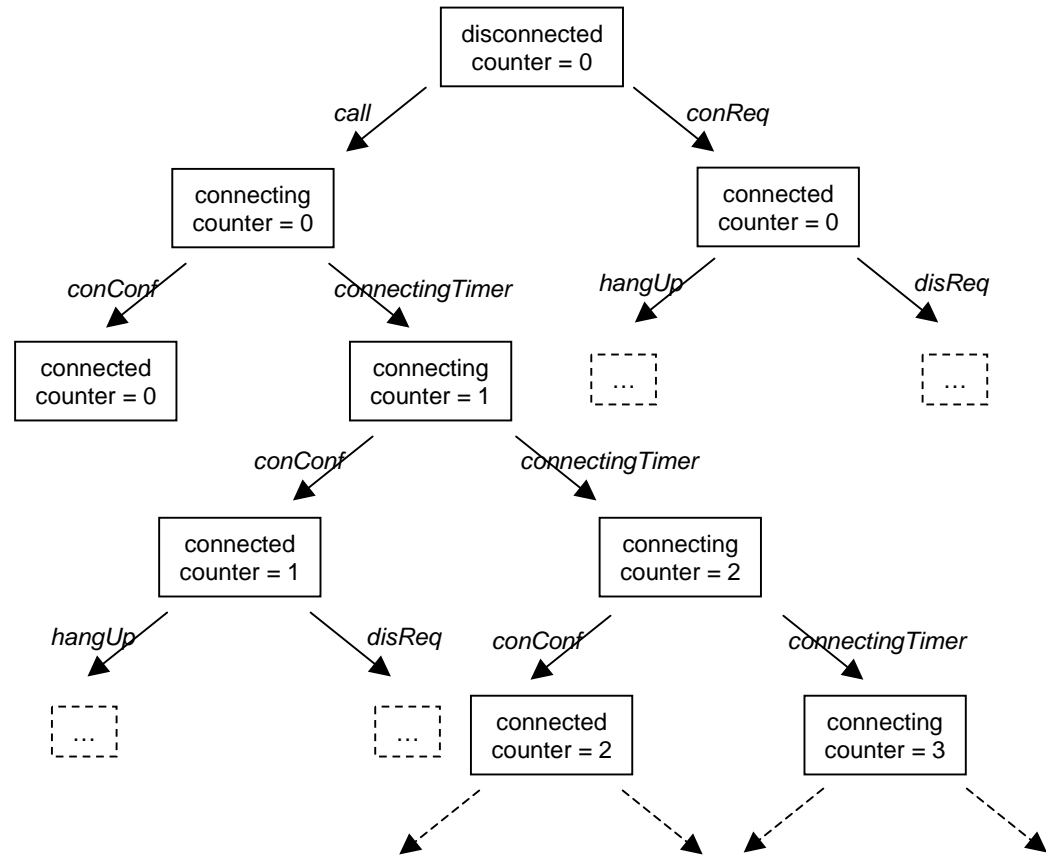 disconnected
counter = 0
call
conReq
connecting
counter = 0
connected
counter = 0
conConf
connectingTimer
hangUp
disReq
connected
counter = 0
connecting
counter = 1
...
...
conConf
connectingTimer
connected
counter = 1
connecting
counter = 2
hangUp
disReq
conConf
connectingTimer
...
...
connected
counter = 2
connecting
counter = 3